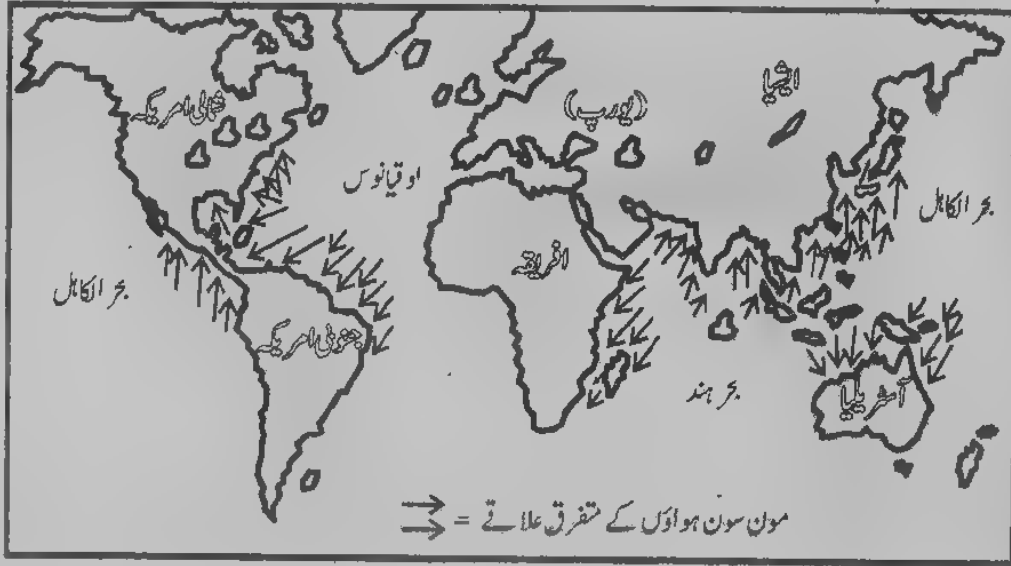 ایشیا
(یورپ)
شمالی امریکہ
اوقیانوس
بحر الکاہل
افریقہ
بحر الکاہل
جنوبی امریکہ
بحر ہند
آسٹریلیا
مون سون ہواؤں کے متفرق علاقے =